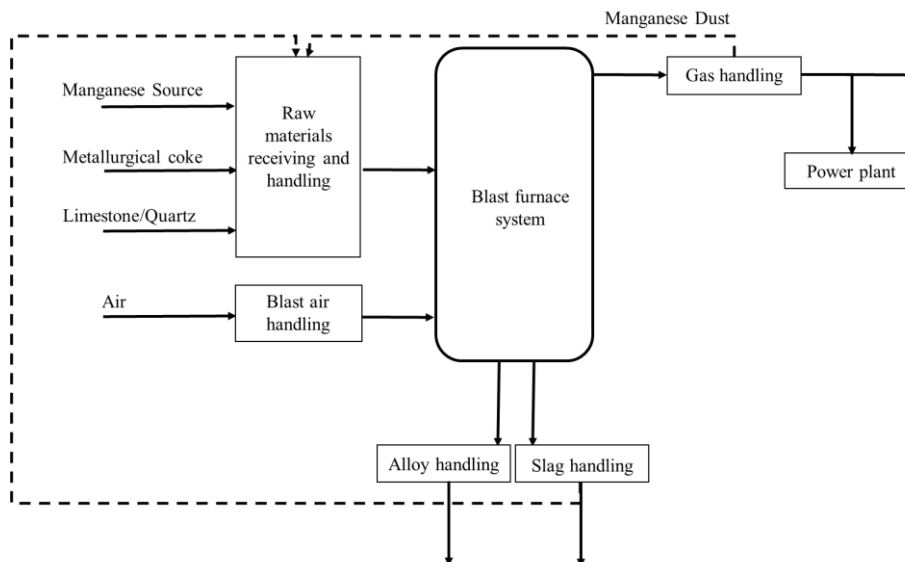 Manganese Dust
Gas handling
Manganese Source
Raw
materials
receiving and
handling
Metallurgical coke
Power plant
Blast furnace
system
Limestone/Quartz
Air
Blast air
handling
Alloy handling
Slag handling